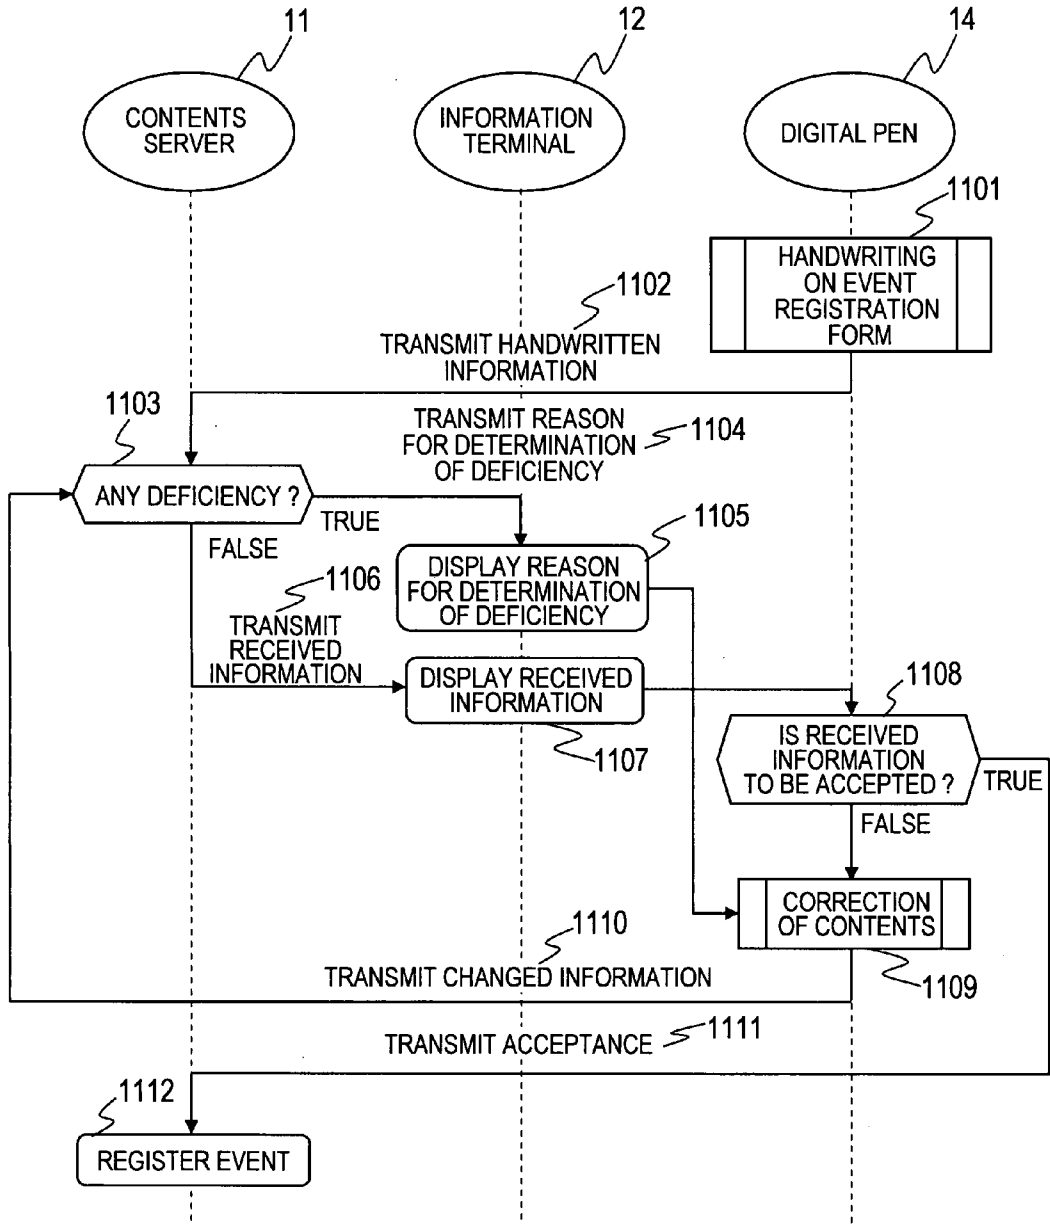 11
12
14
CONTENTS
SERVER
INFORMATION
TERMINAL
DIGITAL PEN
1101
HANDWRITING
ON EVENT
REGISTRATION
FORM
1102
TRANSMIT HANDWRITTEN
INFORMATION
1103
TRANSMIT REASON
FOR DETERMINATION
OF DEFICIENCY
1104
ANY DEFICIENCY ?
TRUE
FALSE
1105
DISPLAY REASON
FOR DETERMINATION
OF DEFICIENCY
1106
TRANSMIT
RECEIVED
INFORMATION
DISPLAY RECEIVED
INFORMATION
1107
1108
IS RECEIVED
INFORMATION
TO BE ACCEPTED ?
TRUE
FALSE
CORRECTION
OF CONTENTS
1109
1110
TRANSMIT CHANGED INFORMATION
TRANSMIT ACCEPTANCE
1111
1112
REGISTER EVENT